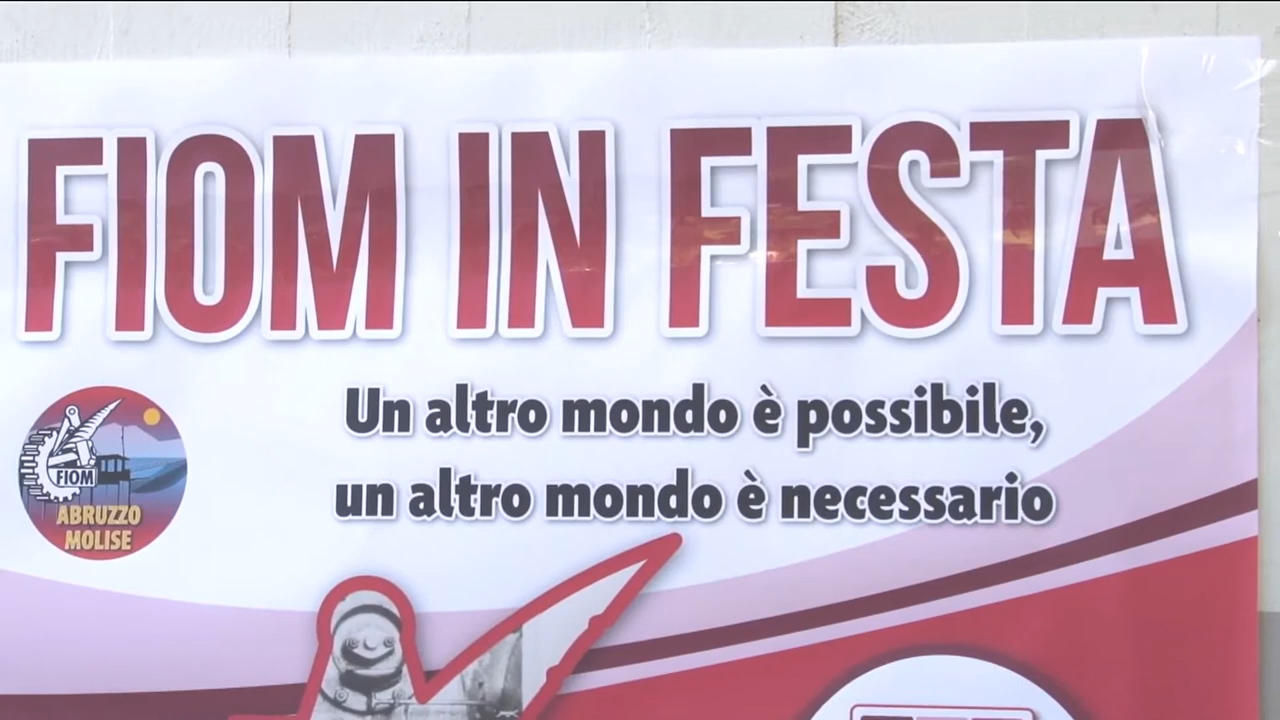 FIOM IN FESTA
Un altro mondo è possibile,
un altro mondo è necessario
FIOM
ABRUZZO
MOLISE